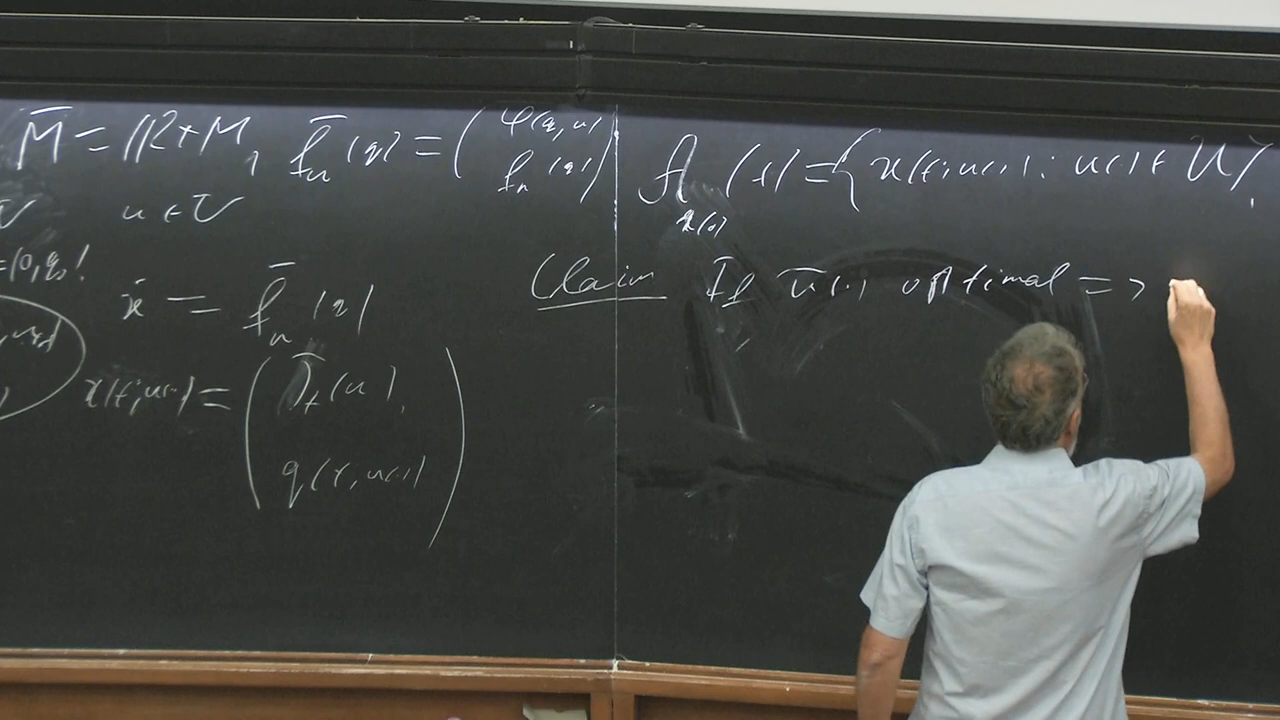 M̄ = ℝ × M, f̄_u(q) = ( φ(q,u)
f_u(q) )
u ∈ U
= (0, q₀)
ẋ = f̄_u(x)
x(t; u(·)) = ( J_t(u),
q(t, u(·)) )
A_{x(0)}(t) = { x(t; u(·)) : u(·) ∈ U }
Claim If ū(·) optimal =>